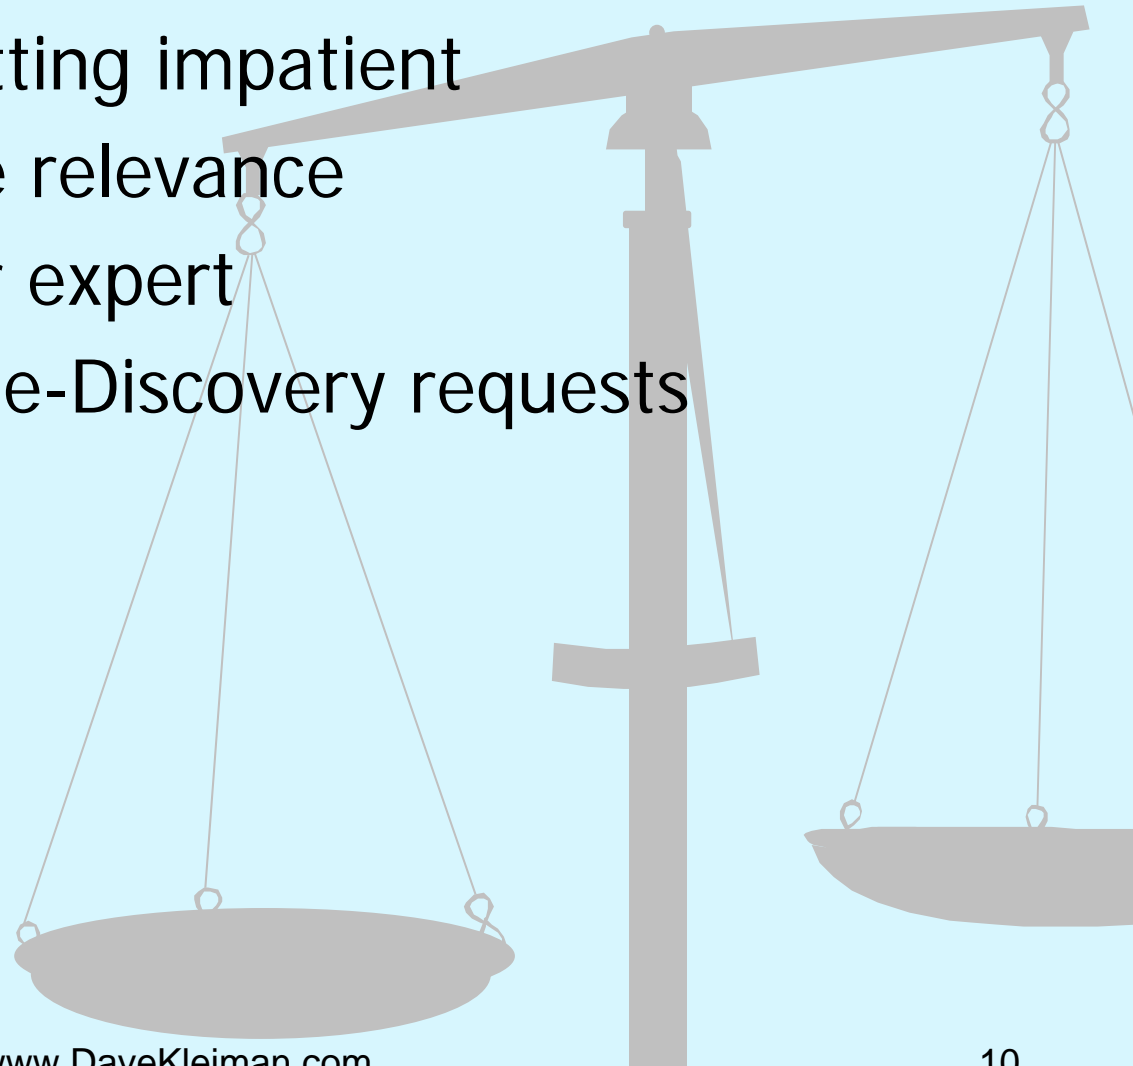 tting impatient
e relevance
r expert
e-Discovery requests
www.DaveKleiman.com
10